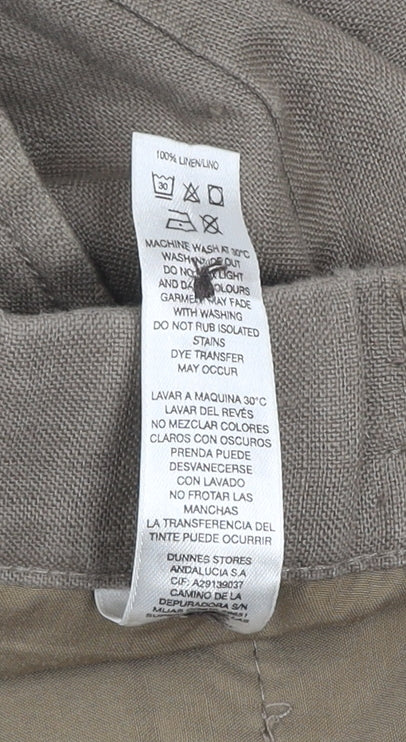 100% LINEN/LINO
30
MACHINE WASH AT 30°C
WASH INSIDE OUT
DO NOT LIGHT
AND COLOURS
GARMENT MAY FADE
WITH WASHING
DO NOT RUB ISOLATED
STAINS
DYE TRANSFER
MAY OCCUR
LAVAR A MAQUINA 30°C
LAVAR DEL REVÉS
NO MEZCLAR COLORES
CLAROS CON OSCUROS
PRENDA PUEDE
DESVANECERSE
CON LAVADO
NO FROTAR LAS
MANCHAS
LA TRANSFERENCIA DEL
TINTE PUEDE OCURRIR
DUNNES STORES
ANDALUCIA S.A
CIF: A29139037
CAMINO DE LA
DEPURADORA S/N
MIJAS